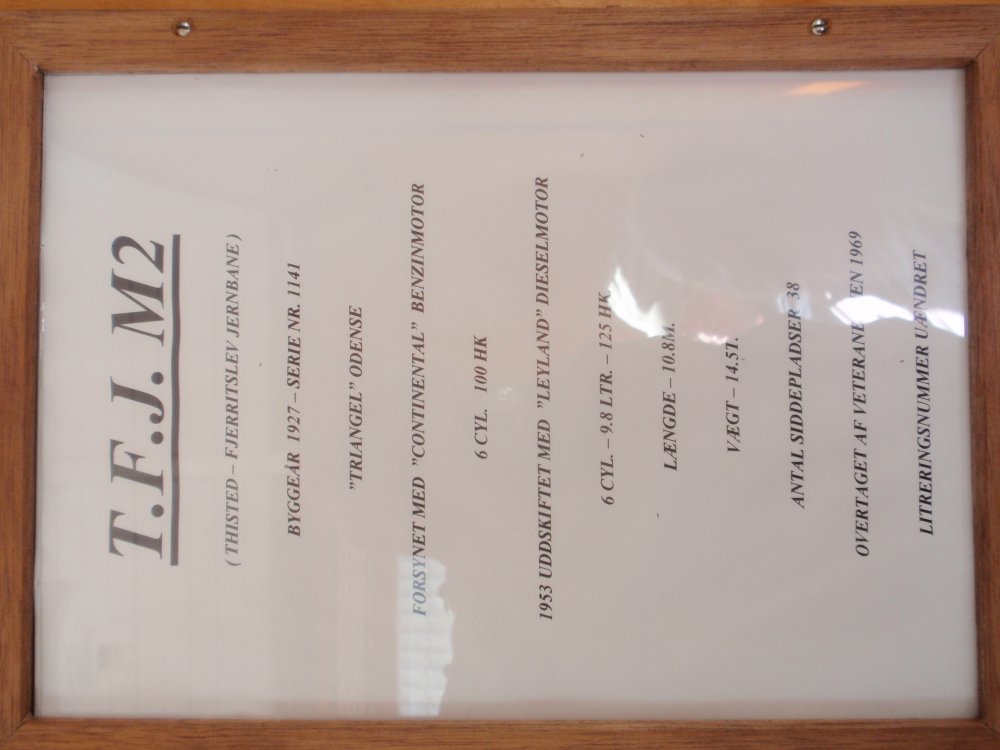 T.F.J. M2
( THISTED – FJERRITSLEV JERNBANE )
BYGGEÅR 1927 – SERIE NR. 1141
”TRIANGEL” ODENSE
FORSYNET MED ”CONTINENTAL” BENZINMOTOR
6 CYL. 100 HK
1953 UDDSKIFTET MED ”LEYLAND” DIESELMOTOR
6 CYL. – 9,8 LTR. – 125 HK
LÆNGDE – 10.8M.
VÆGT – 14.5T.
ANTAL SIDDEPLADSER 38
OVERTAGET AF VETERANEN 1969
LITRERINGSNUMMER UÆNDRET